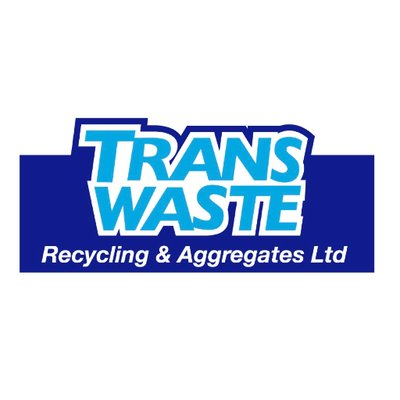 TRANS
WASTE
Recycling & Aggregates Ltd